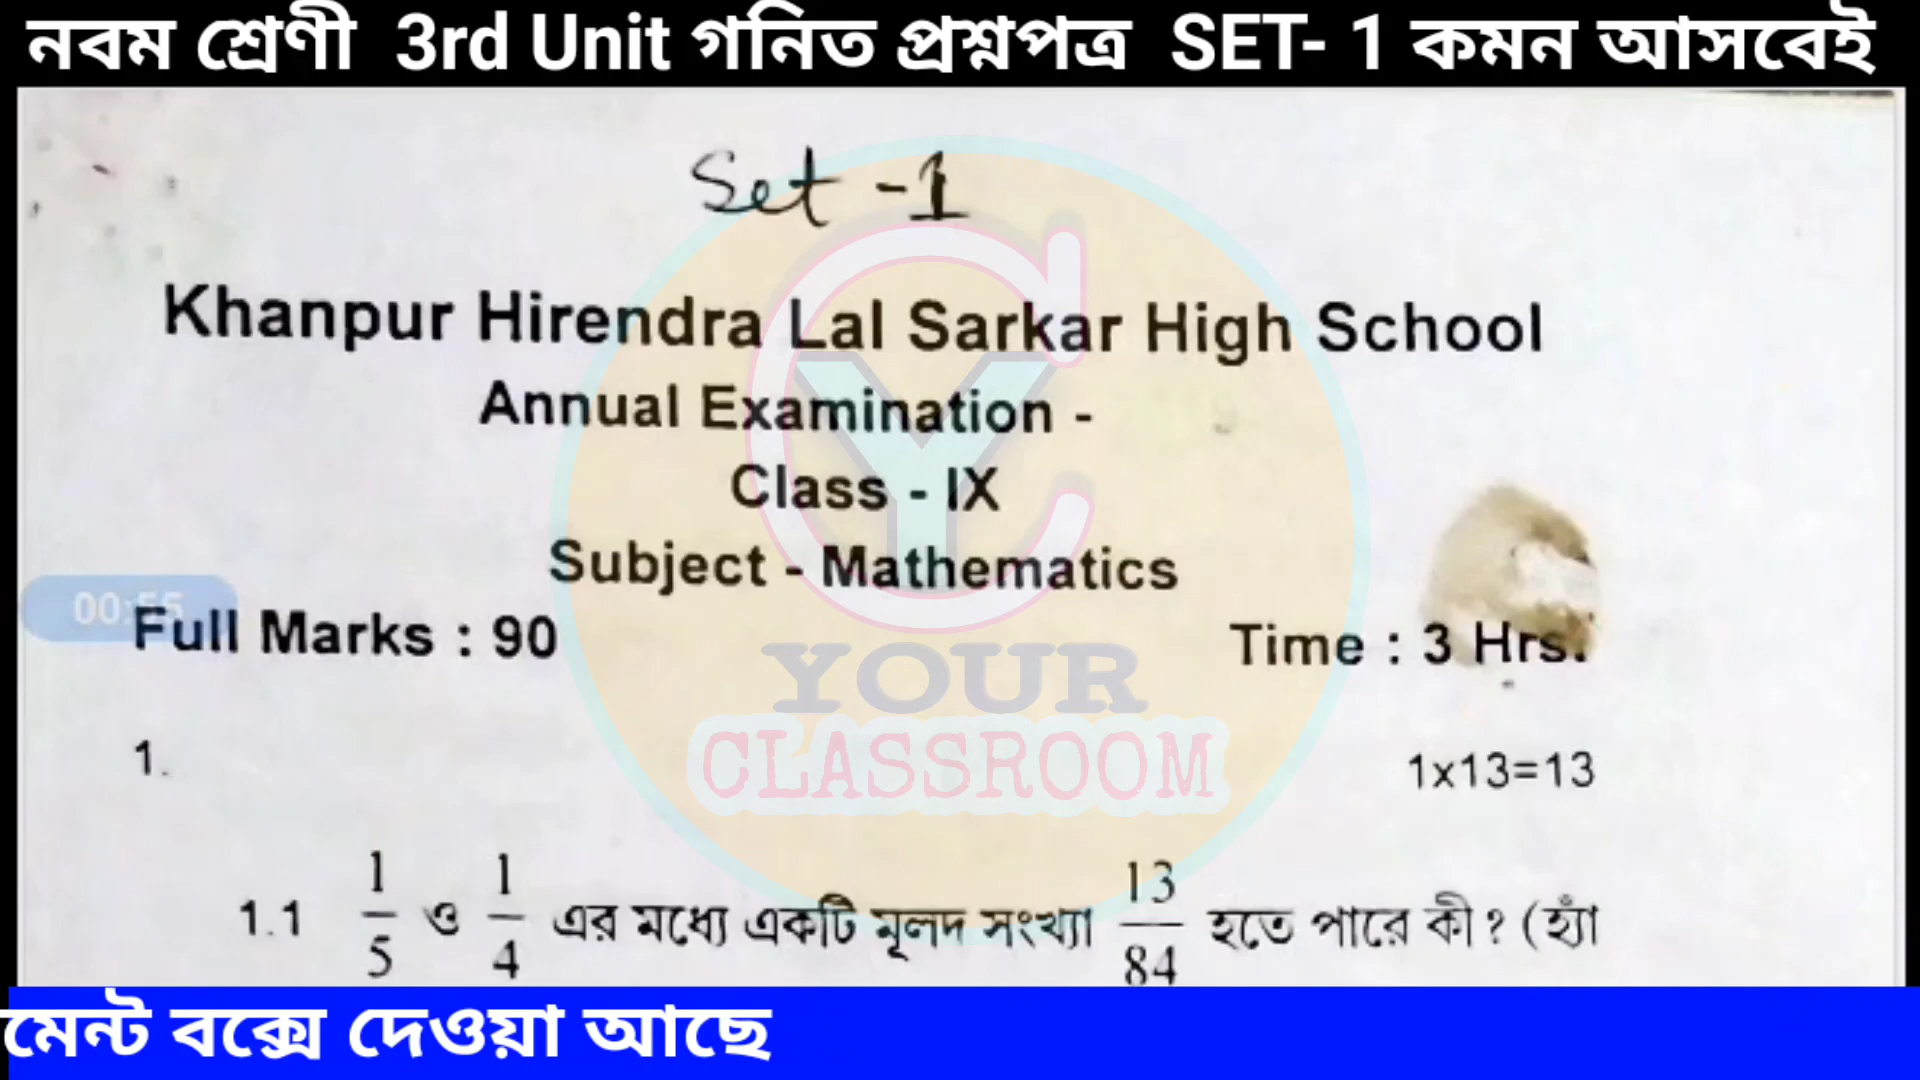 নবম শ্রেণী 3rd Unit গনিত প্রশ্নপত্র SET- 1 কমন আসবেই
Set -1
Khanpur Hirendra Lal Sarkar High School
Annual Examination -
Class - IX
Subject - Mathematics
00:55
Full Marks : 90 Time : 3 Hrs.
YOUR
CLASSROOM
1. 1x13=13
1.1 1/5 ও 1/4 এর মধ্যে একটি মূলদ সংখ্যা 13/84 হতে পারে কী? (হ্যাঁ
মেন্ট বক্সে দেওয়া আছে